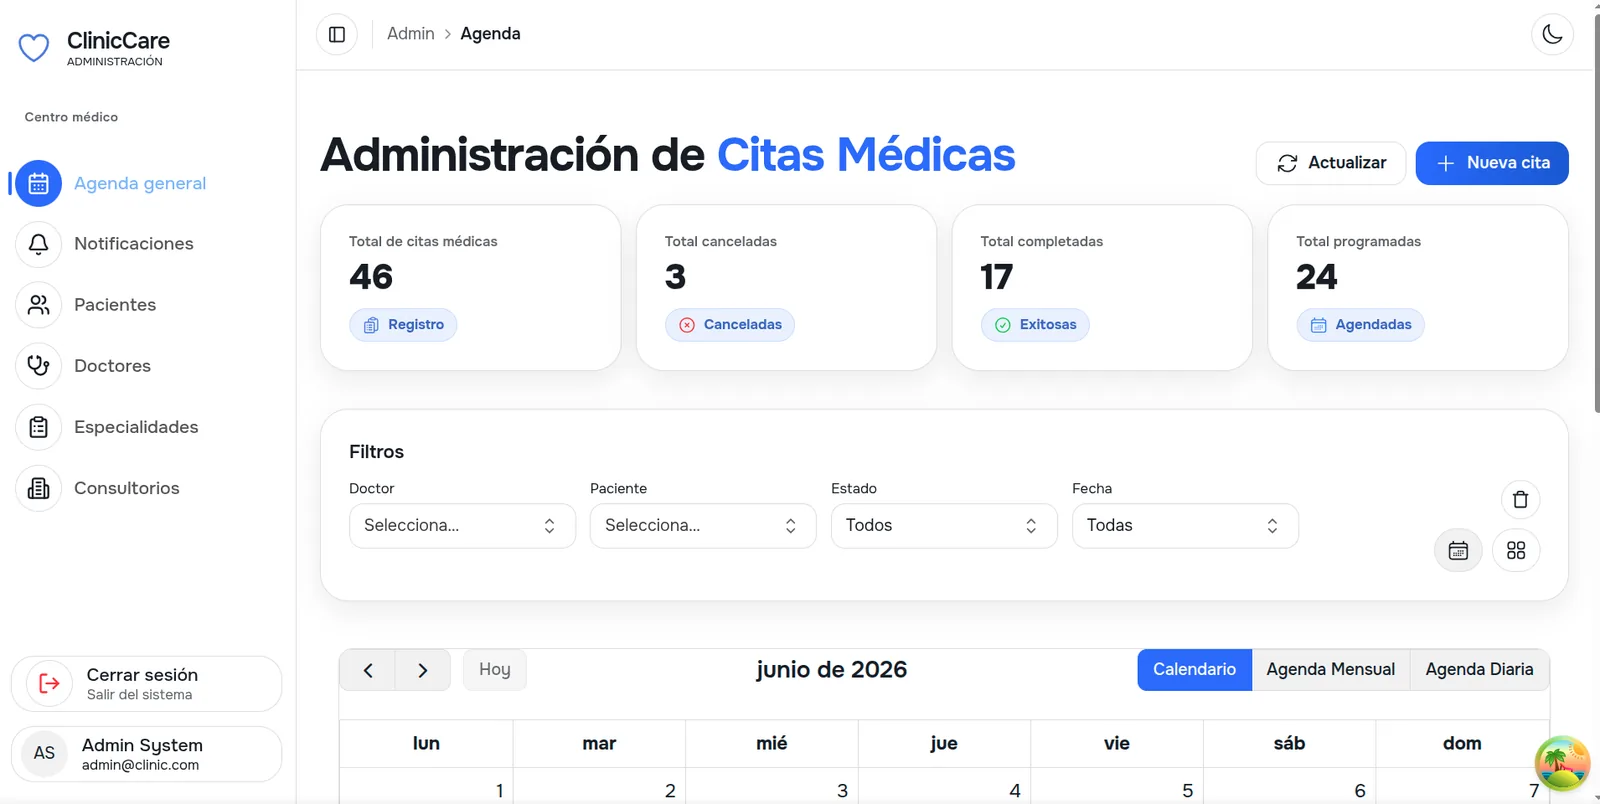 ClinicCare
ADMINISTRACIÓN
Centro médico
Agenda general
Notificaciones
Pacientes
Doctores
Especialidades
Consultorios
Cerrar sesión
Salir del sistema
AS
Admin System
admin@clinic.com
Admin > Agenda
Administración de Citas Médicas
Actualizar
Nueva cita
Total de citas médicas
46
Registro
Total canceladas
3
Canceladas
Total completadas
17
Exitosas
Total programadas
24
Agendadas
Filtros
Doctor
Selecciona...
Paciente
Selecciona...
Estado
Todos
Fecha
Todas
Hoy
junio de 2026
Calendario
Agenda Mensual
Agenda Diaria
lun mar mié jue vie sáb dom
1 2 3 4 5 6 7